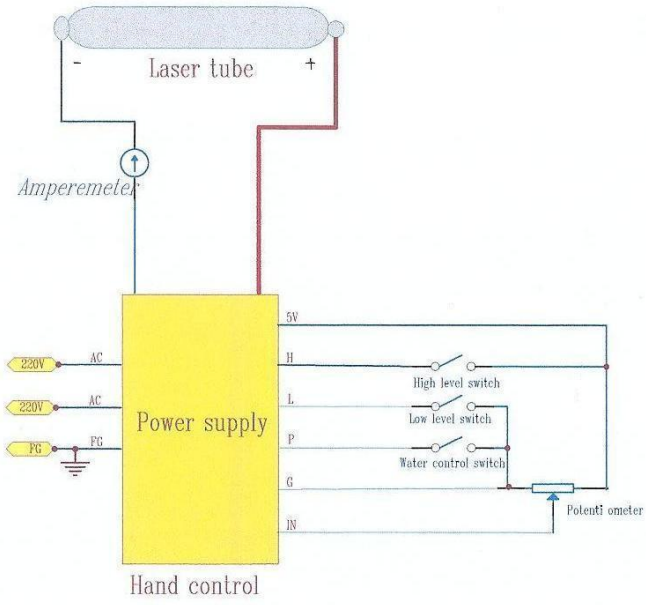 - +
Laser tube
Amperemeter
5V
220V AC H
High level switch
220V AC L
Low level switch
Power supply
FG FG P
Water control switch
G
Potenti ometer
IN
Hand control